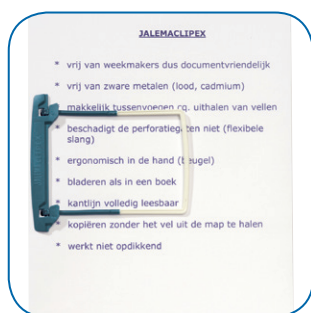 JALEMACLIPEX
* vrij van weekmakers dus documentvriendelijk
* vrij van zware metalen (lood, cadmium)
* makkelijk tussenvoegen cq. uithalen van vellen
* beschadigt de perforatiegaten niet (flexibele
slang)
* ergonomisch in de hand (beugel)
* bladeren als in een boek
* kantlijn volledig leesbaar
* kopiëren zonder het vel uit de map te halen
* werkt niet opdikkend